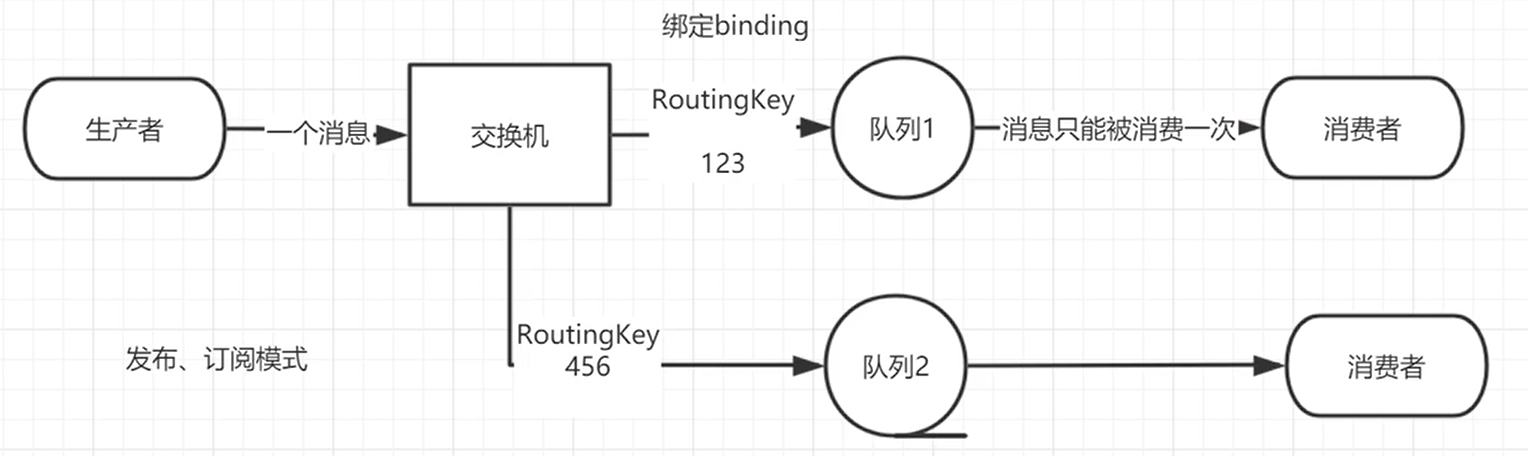 绑定binding
RoutingKey
123
生产者
一个消息
交换机
队列1
消息只能被消费一次
消费者
RoutingKey
456
发布、订阅模式
队列2
消费者